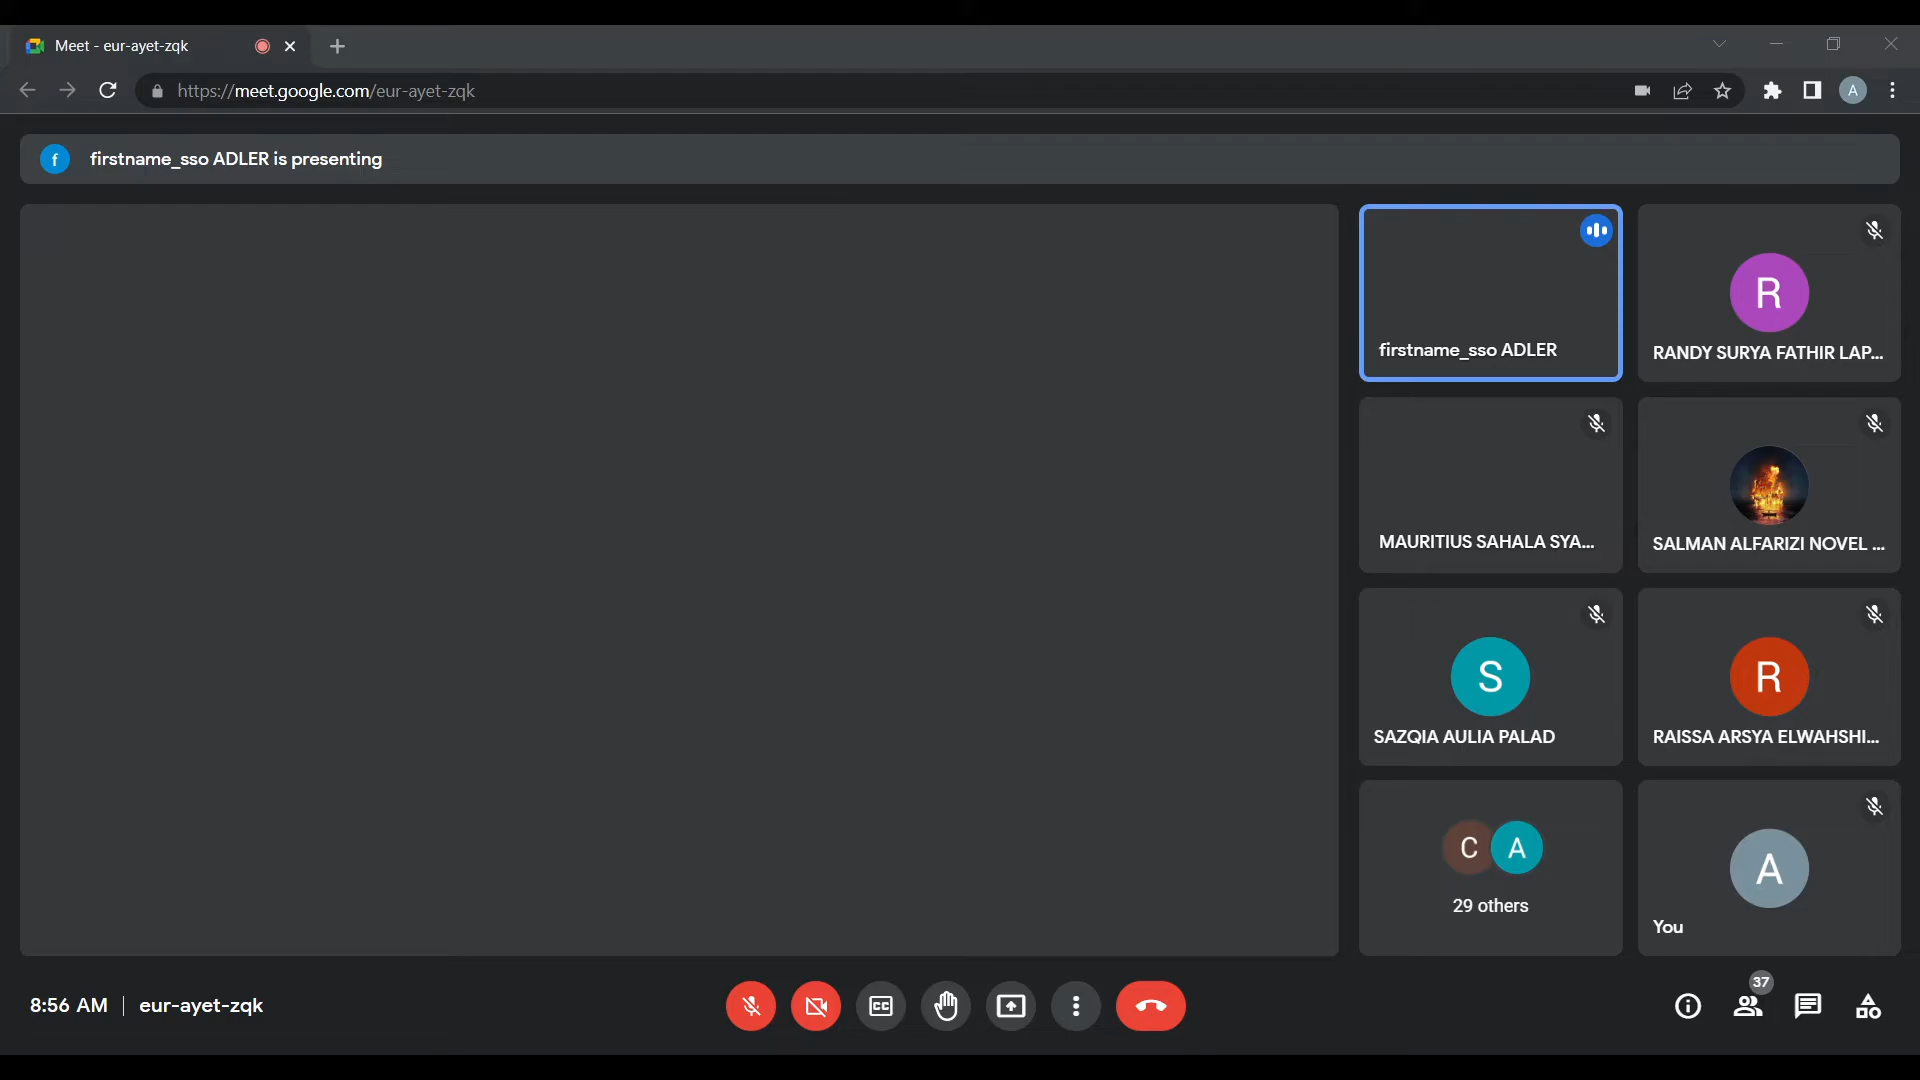 Meet - eur-ayet-zqk
https://meet.google.com/eur-ayet-zqk
A
f
firstname_sso ADLER is presenting
firstname_sso ADLER
R
RANDY SURYA FATHIR LAP...
MAURITIUS SAHALA SYA...
SALMAN ALFARIZI NOVEL ...
S
SAZQIA AULIA PALAD
R
RAISSA ARSYA ELWAHSHI...
C A
29 others
A
You
8:56 AM | eur-ayet-zqk
CC
37